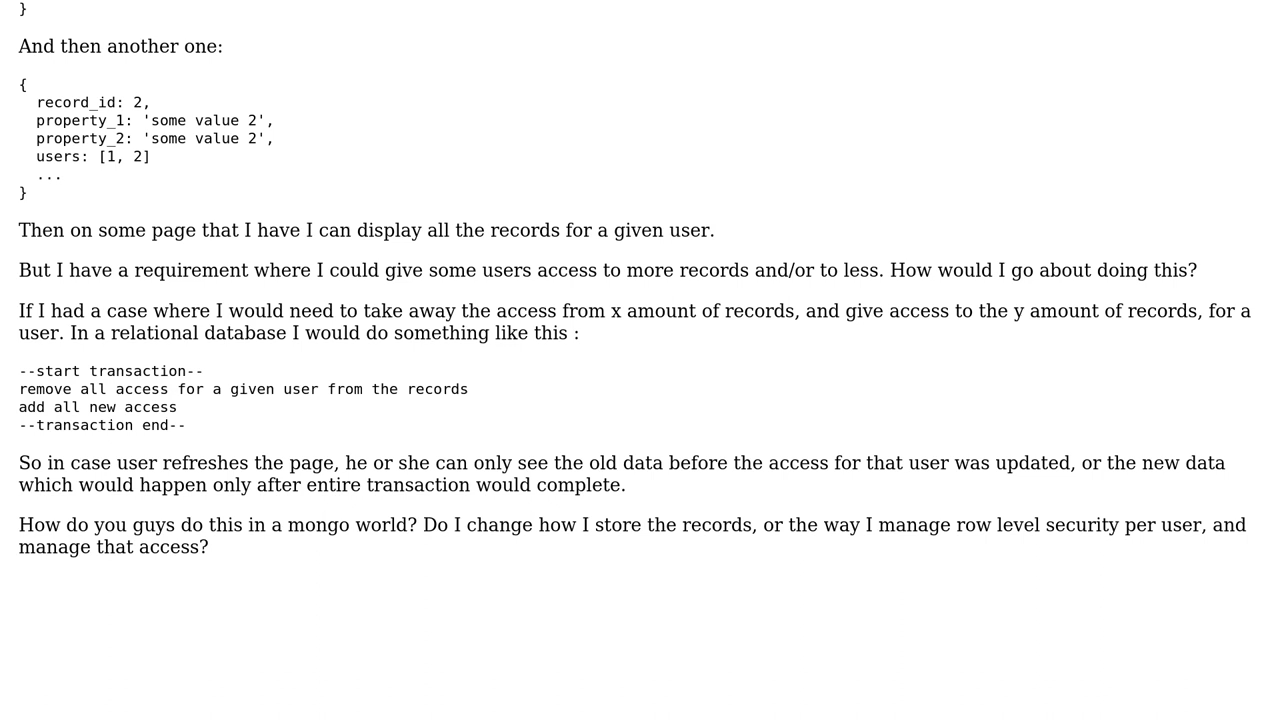 }
And then another one:
{
  record_id: 2,
  property_1: 'some value 2',
  property_2: 'some value 2',
  users: [1, 2]
  ...
}
Then on some page that I have I can display all the records for a given user.
But I have a requirement where I could give some users access to more records and/or to less. How would I go about doing this?
If I had a case where I would need to take away the access from x amount of records, and give access to the y amount of records, for a
user. In a relational database I would do something like this :
--start transaction--
remove all access for a given user from the records
add all new access
--transaction end--
So in case user refreshes the page, he or she can only see the old data before the access for that user was updated, or the new data
which would happen only after entire transaction would complete.
How do you guys do this in a mongo world? Do I change how I store the records, or the way I manage row level security per user, and
manage that access?